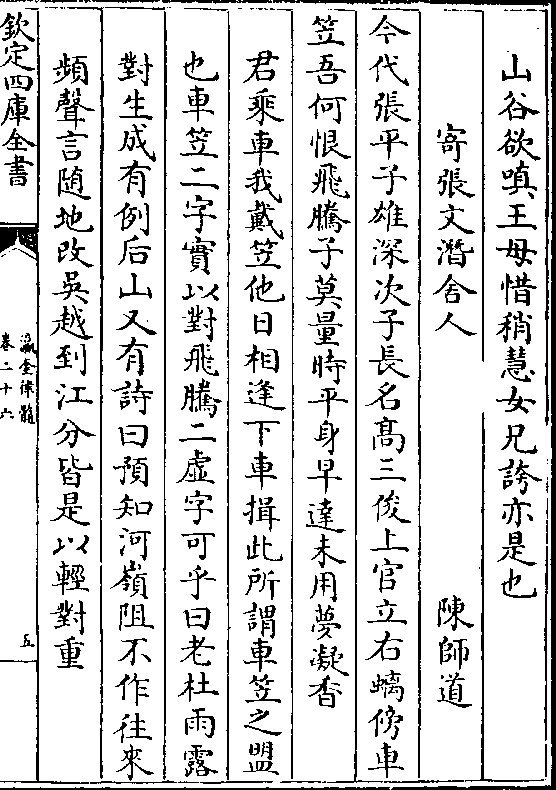 山谷欲嗔王母惜稍慧女兄誇亦是也
寄張文潛舍人 陳師道
今代張平子雄深次子長名髙三俊上官立右螭傍車
笠吾何恨飛騰子莫量時平身早達未用夢凝香
君乘車我戴笠他日相逢下車揖此所謂車笠之盟
也車笠二字實以對飛騰二虛字可乎曰老杜雨露
對生成有例后山又有詩曰預知河嶺阻不作往來
頻聲言随地改吳越到江分皆是以輕對重
欽定四庫全書
瀛奎律髓
卷二十六
五